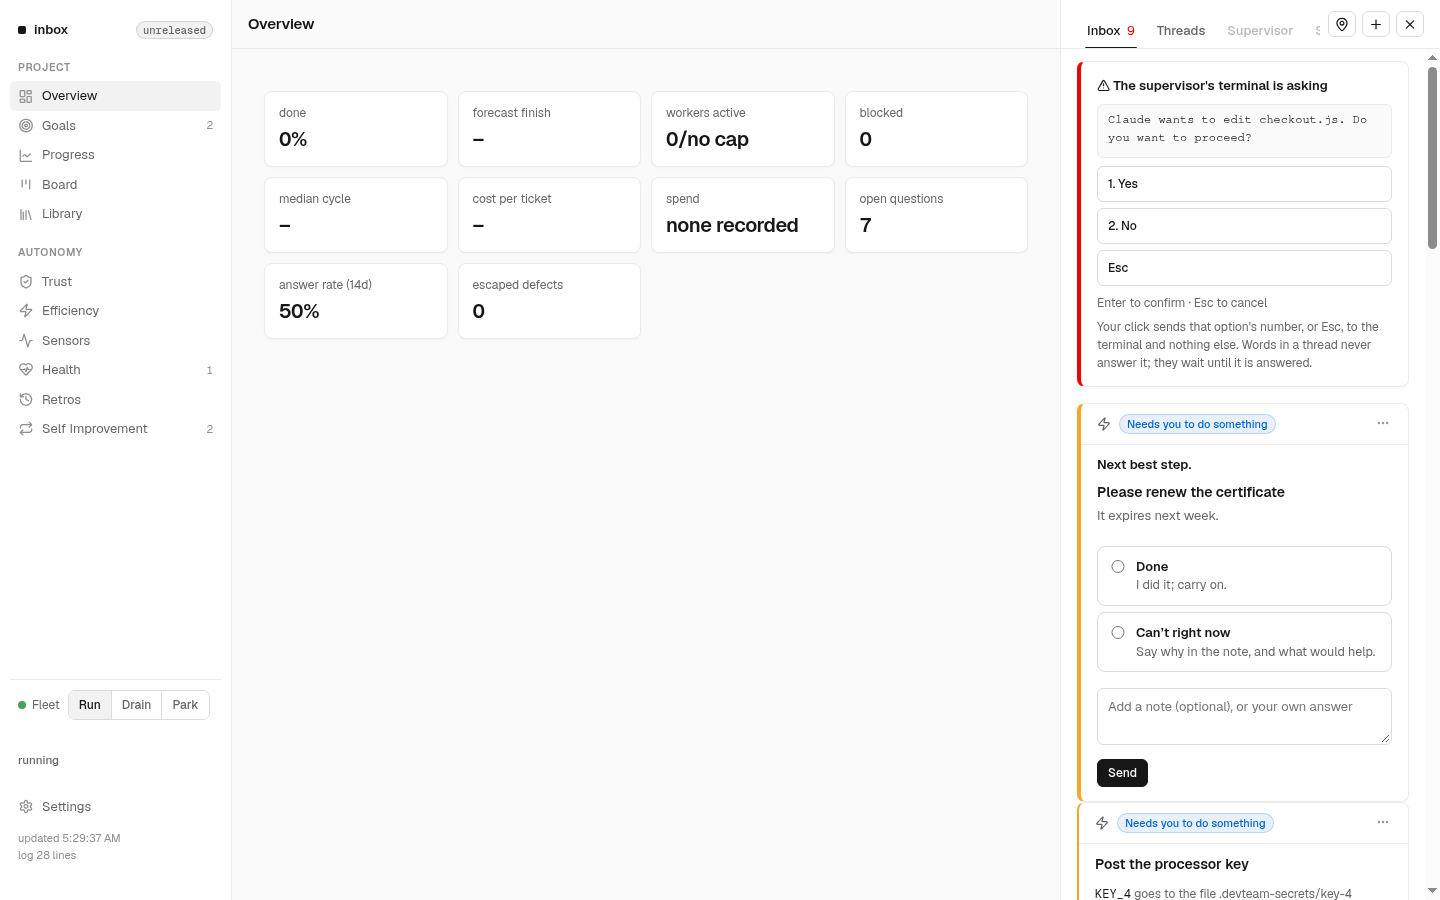 inbox
unreleased
PROJECT
Overview
Goals 2
Progress
Board
Library
AUTONOMY
Trust
Efficiency
Sensors
Health 1
Retros
Self Improvement 2
Fleet Run Drain Park
running
Settings
updated 5:29:37 AM
log 28 lines
Overview
done
0%
forecast finish
–
workers active
0/no cap
blocked
0
median cycle
–
cost per ticket
–
spend
none recorded
open questions
7
answer rate (14d)
50%
escaped defects
0
Inbox 9 Threads Supervisor
The supervisor's terminal is asking
Claude wants to edit checkout.js. Do
you want to proceed?
1. Yes
2. No
Esc
Enter to confirm · Esc to cancel
Your click sends that option's number, or Esc, to the
terminal and nothing else. Words in a thread never
answer it; they wait until it is answered.
Needs you to do something
Next best step.
Please renew the certificate
It expires next week.
Done
I did it; carry on.
Can't right now
Say why in the note, and what would help.
Add a note (optional), or your own answer
Send
Needs you to do something
Post the processor key
KEY_4 goes to the file .devteam-secrets/key-4